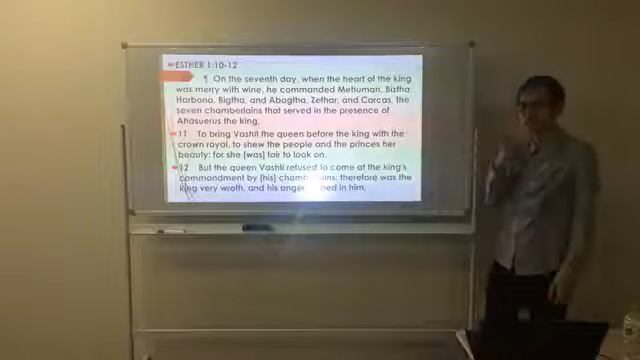 ESTHER 1:10-12
¶ On the seventh day, when the heart of the king
was merry with wine, he commanded Mehuman, Biztha,
Harbona, Bigtha, and Abagtha, Zethar, and Carcas, the
seven chamberlains that served in the presence of
Ahasuerus the king,
11 To bring Vashti the queen before the king with the
crown royal, to shew the people and the princes her
beauty: for she [was] fair to look on.
12 But the queen Vashti refused to come at the king's
commandment by [his] therefore was the
king very wroth, and his anger in him.